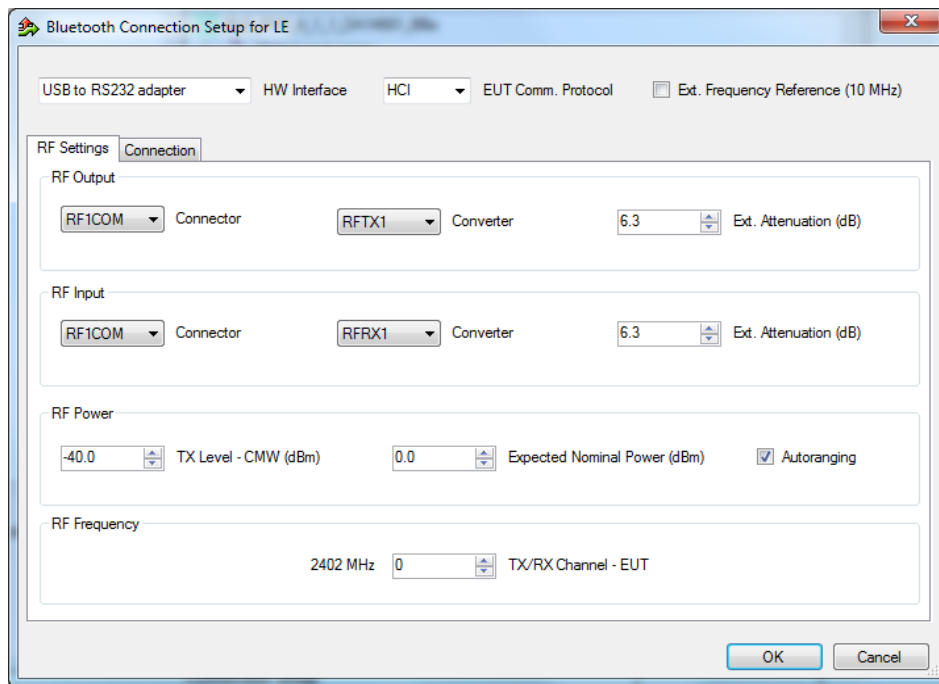 Bluetooth Connection Setup for LE
USB to RS232 adapter HW Interface HCI EUT Comm. Protocol Ext. Frequency Reference (10 MHz)
RF Settings Connection
RF Output
RF1COM Connector RFTX1 Converter 6.3 Ext. Attenuation (dB)
RF Input
RF1COM Connector RFRX1 Converter 6.3 Ext. Attenuation (dB)
RF Power
-40.0 TX Level - CMW (dBm) 0.0 Expected Nominal Power (dBm) Autoranging
RF Frequency
2402 MHz 0 TX/RX Channel - EUT
OK Cancel